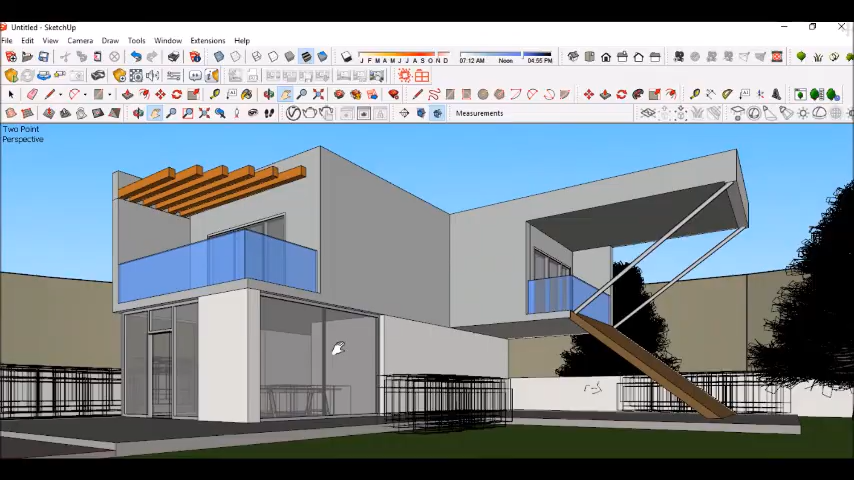 Untitled - SketchUp
File Edit View Camera Draw Tools Window Extensions Help
J F M A M J J A S O N D 07:12 AM Noon 04:55 PM
Measurements
Two Point
Perspective